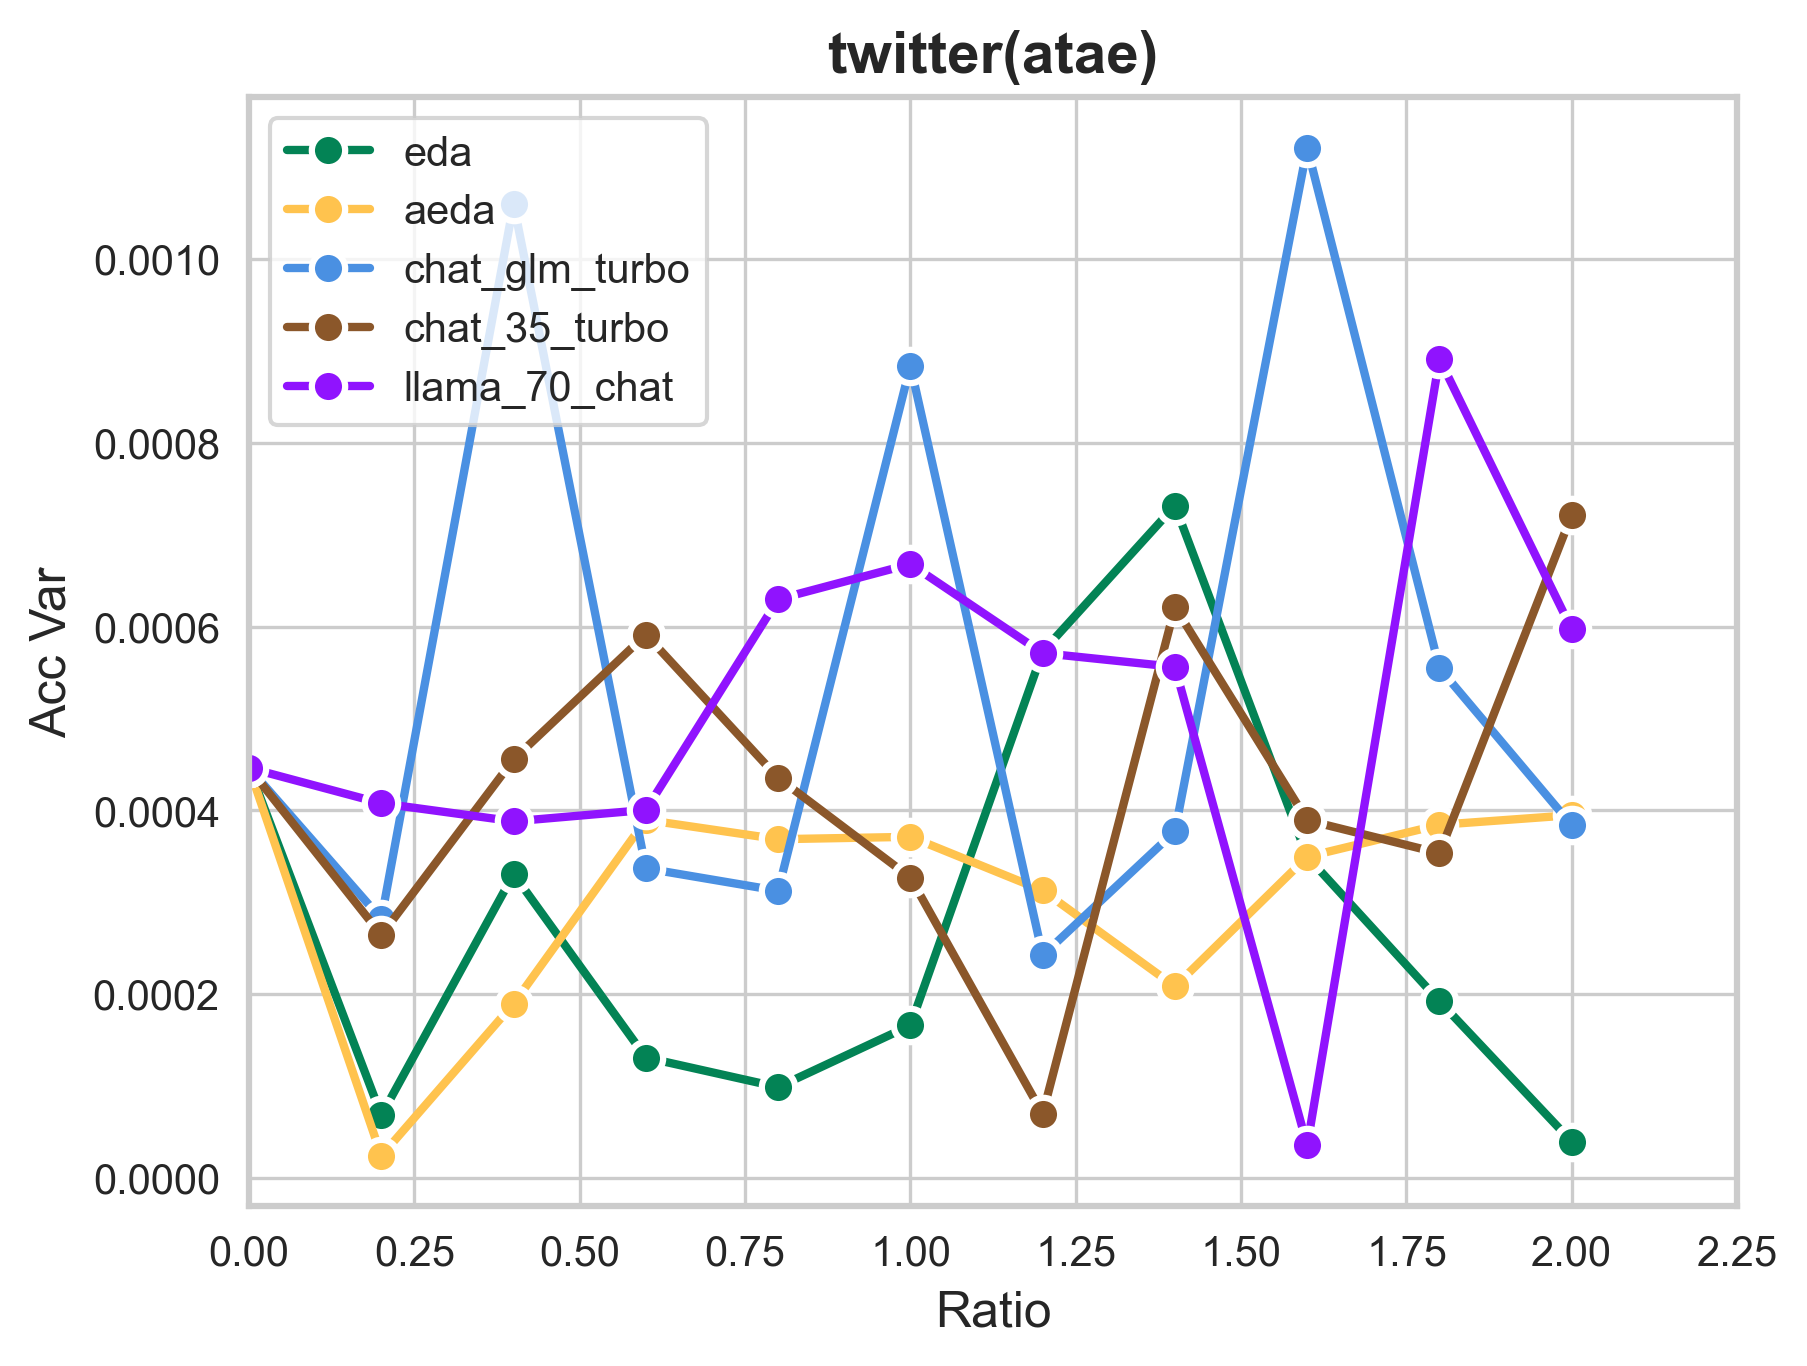 twitter(atae)
eda
aeda
chat_glm_turbo
chat_35_turbo
llama_70_chat
Acc Var
0.0010
0.0008
0.0006
0.0004
0.0002
0.0000
0.00 0.25 0.50 0.75 1.00 1.25 1.50 1.75 2.00 2.25
Ratio